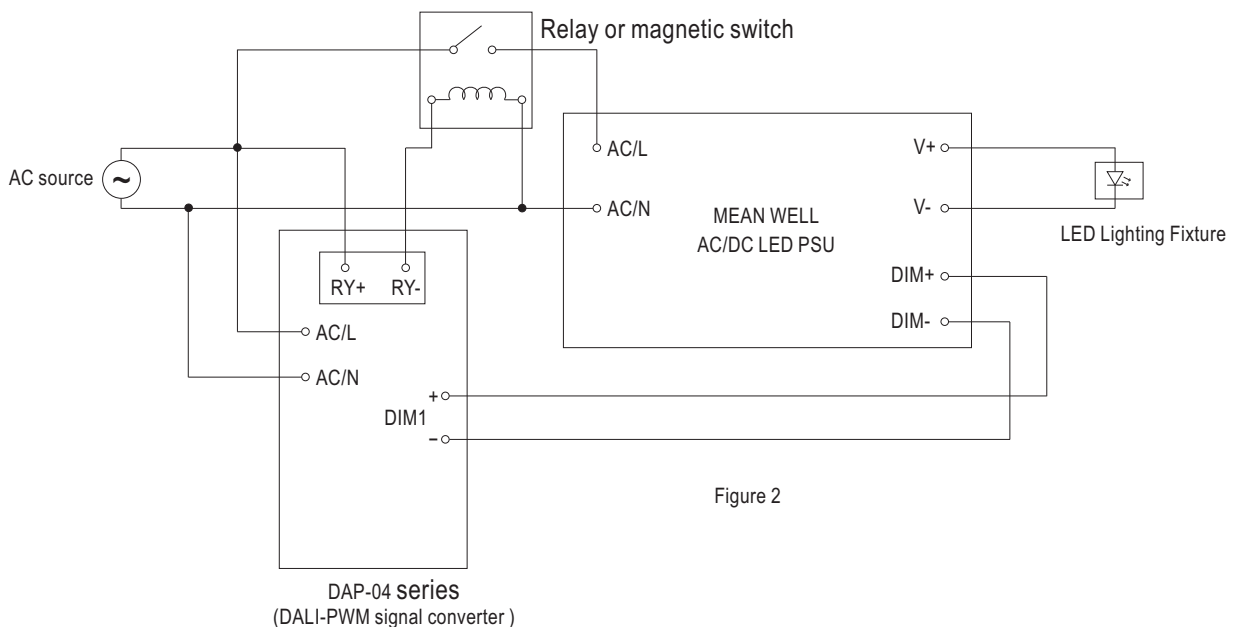 Relay or magnetic switch
AC source
~
AC/L
AC/N
MEAN WELL
AC/DC LED PSU
V+
V-
DIM+
DIM-
LED Lighting Fixture
RY+ RY-
AC/L
AC/N
+
DIM1
-
Figure 2
DAP-04 series
(DALI-PWM signal converter )